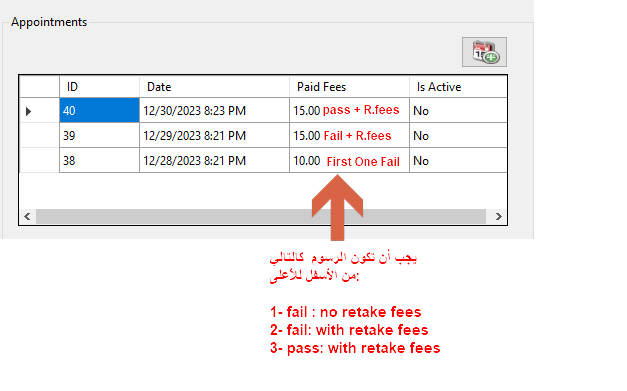 Appointments
ID Date Paid Fees Is Active
40 12/30/2023 8:23 PM 15.00 pass + R.fees No
39 12/29/2023 8:21 PM 15.00 Fail + R.fees No
38 12/28/2023 8:21 PM 10.00 First One Fail No
يجب أن تكون الرسوم كالتالي
من الأسفل للأعلى:
1- fail : no retake fees
2- fail: with retake fees
3- pass: with retake fees